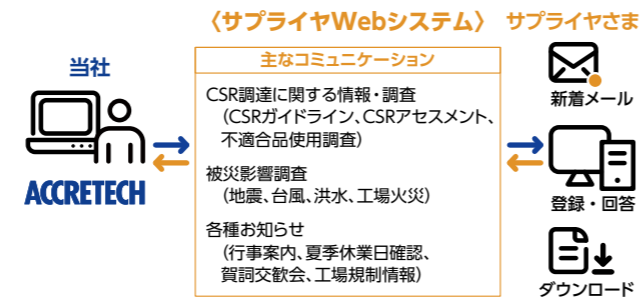 〈サプライヤWebシステム〉
サプライヤさま
当社
ACCRETECH
主なコミュニケーション
CSR調達に関する情報・調査
（CSRガイドライン、CSRアセスメント、
不適合品使用調査）
被災影響調査
（地震、台風、洪水、工場火災）
各種お知らせ
（行事案内、夏季休業日確認、
賀詞交歓会、工場規制情報）
新着メール
登録・回答
ダウンロード